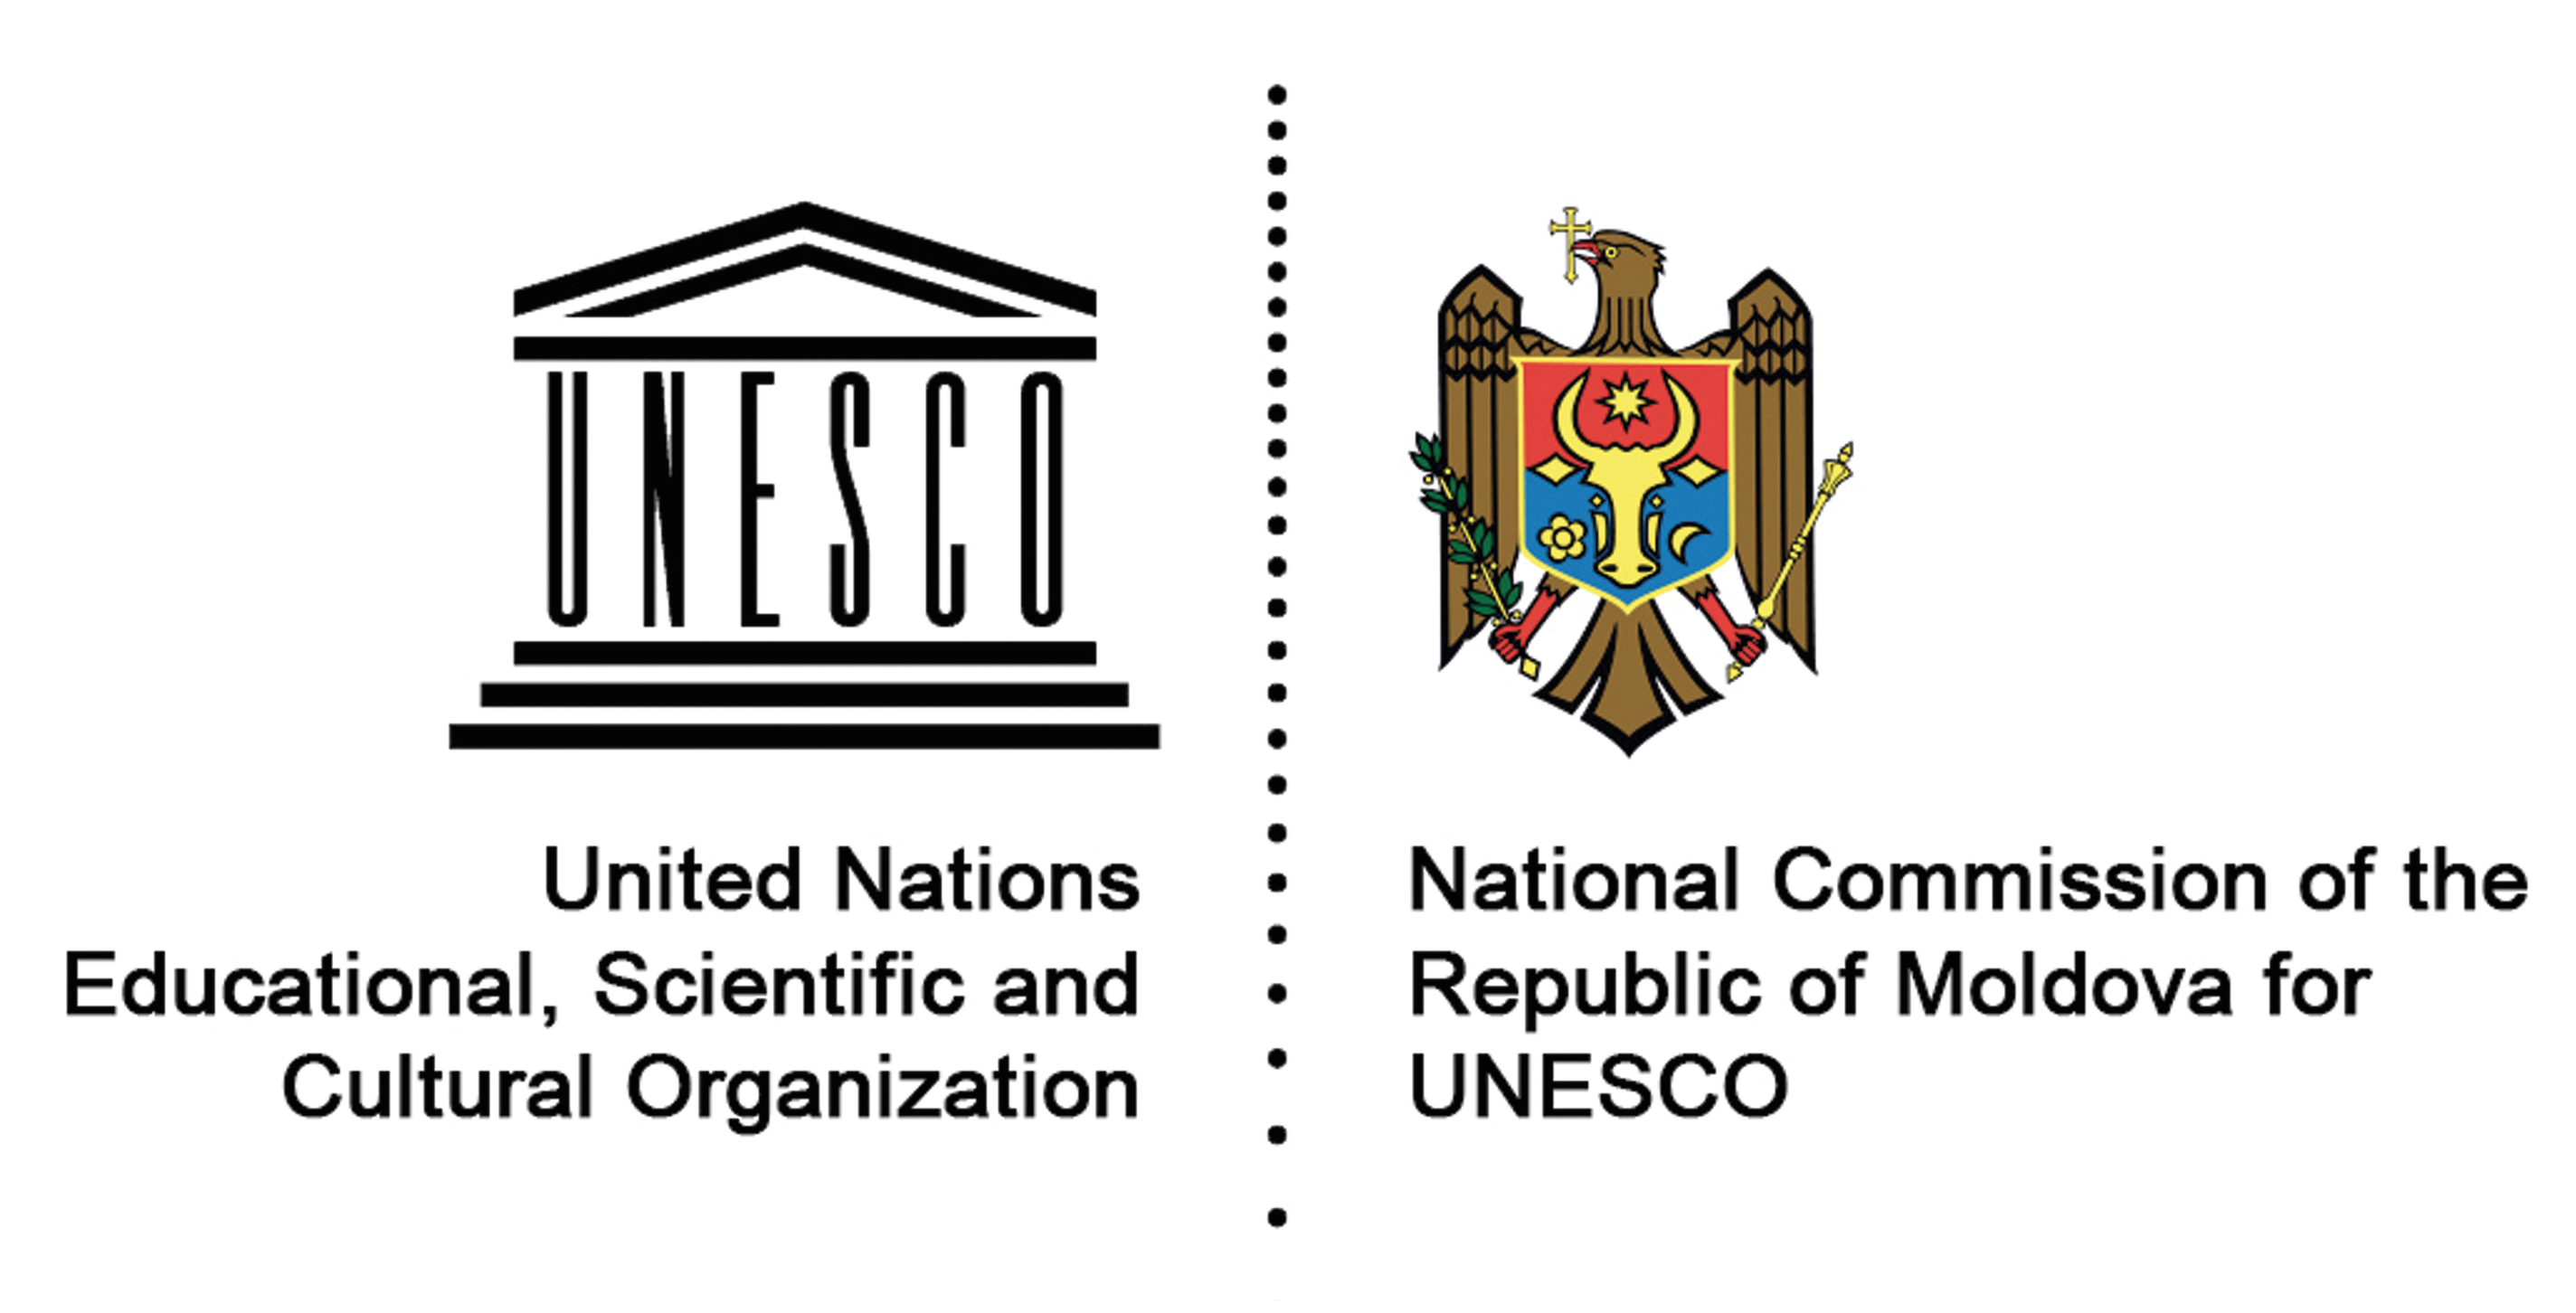 UNESCO
United Nations
Educational, Scientific and
Cultural Organization
National Commission of the
Republic of Moldova for
UNESCO